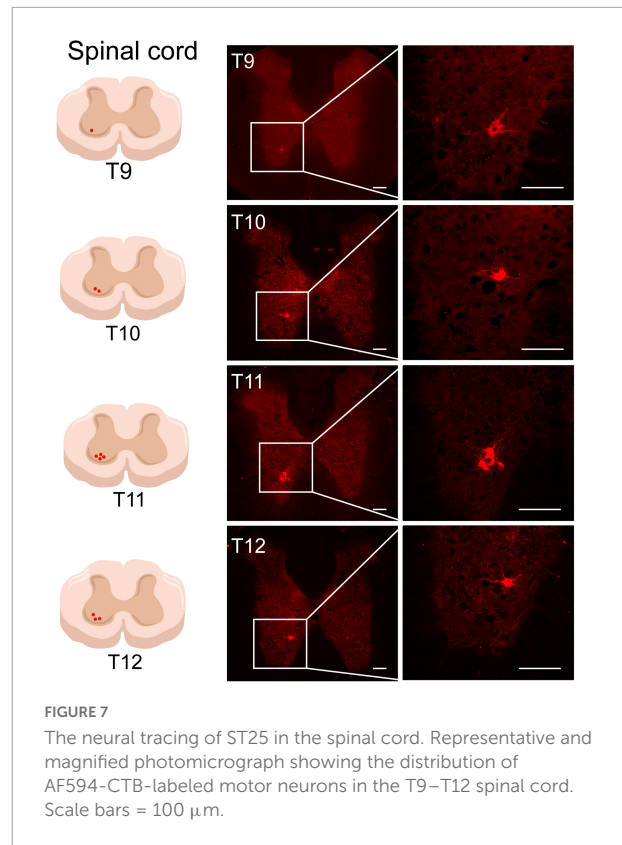 Spinal cord
T9
T9
T10
T10
T11
T11
T12
T12
FIGURE 7
The neural tracing of ST25 in the spinal cord. Representative and
magnified photomicrograph showing the distribution of
AF594-CTB-labeled motor neurons in the T9–T12 spinal cord.
Scale bars = 100 μm.